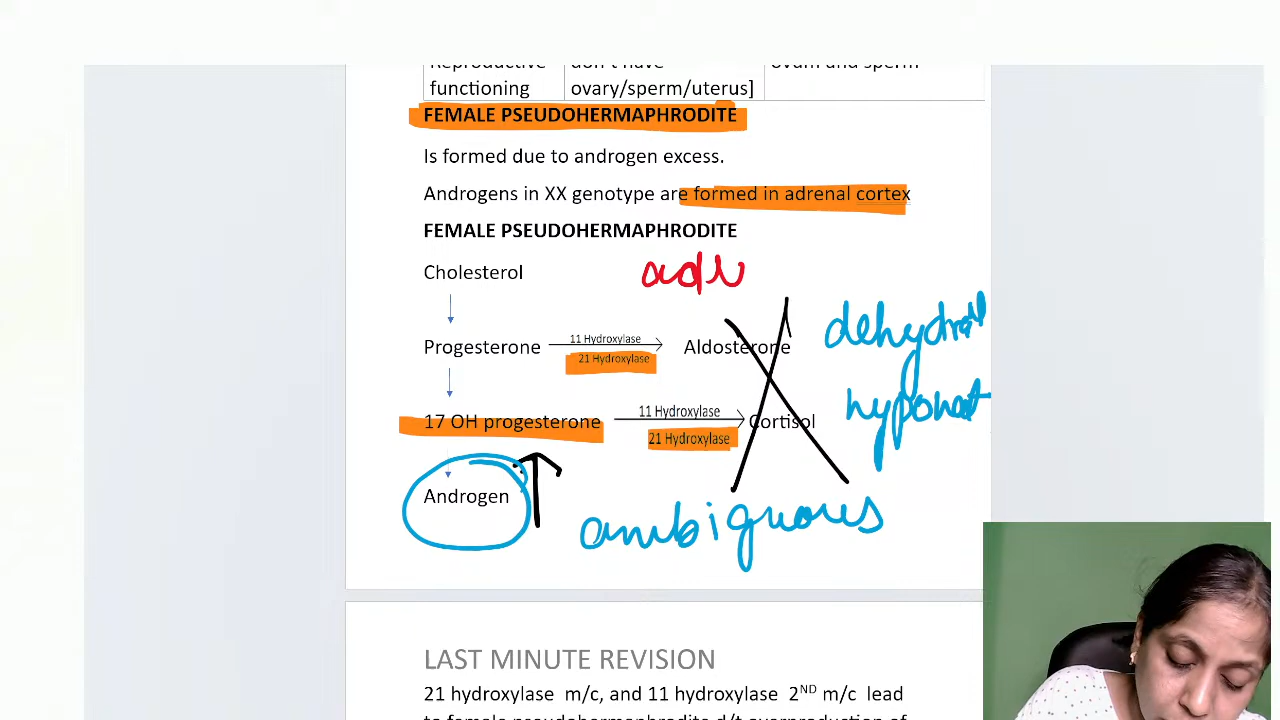 functioning
ovary/sperm/uterus]
FEMALE PSEUDOHERMAPHRODITE
Is formed due to androgen excess.
Androgens in XX genotype are formed in adrenal cortex
FEMALE PSEUDOHERMAPHRODITE
Cholesterol
Progesterone
11 Hydroxylase
21 Hydroxylase
Aldosterone
17 OH progesterone
11 Hydroxylase
21 Hydroxylase
Cortisol
Androgen
ambiguous
LAST MINUTE REVISION
21 hydroxylase m/c, and 11 hydroxylase 2ND m/c lead